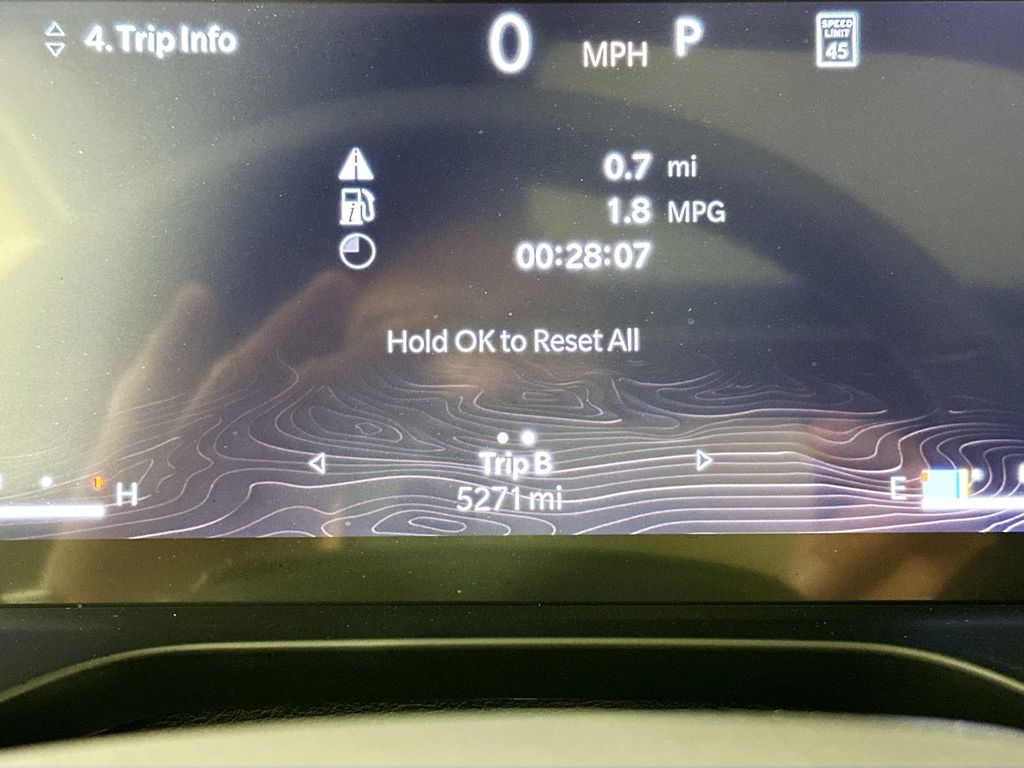 4. Trip Info
0 MPH P
SPEED
LIMIT
45
0.7 mi
1.8 MPG
00:28:07
Hold OK to Reset All
Trip B
H
E
5271 mi